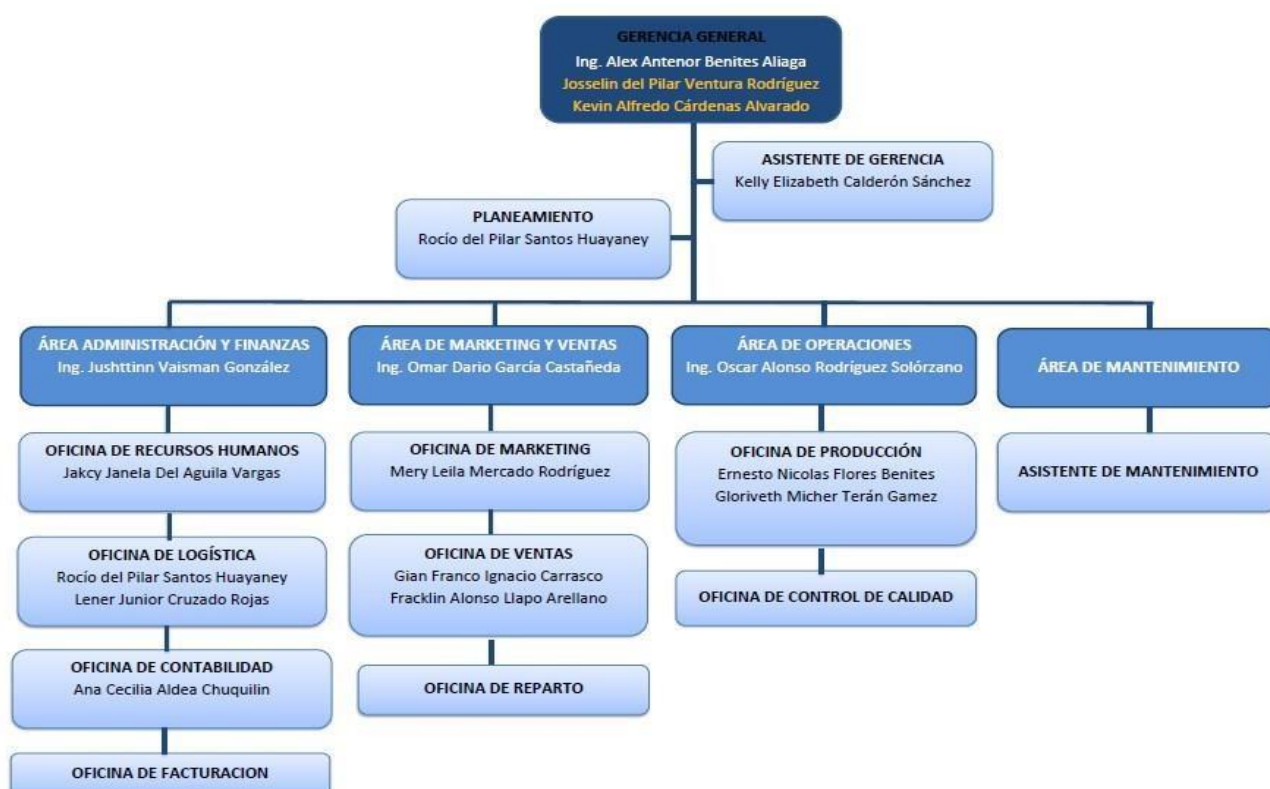 GERENCIA GENERAL
Ing. Alex Antenor Benites Aliaga
Josselin del Pilar Ventura Rodríguez
Kevin Alfredo Cárdenas Alvarado
ASISTENTE DE GERENCIA
Kelly Elizabeth Calderón Sánchez
PLANEAMIENTO
Rocío del Pilar Santos Huayaney
ÁREA ADMINISTRACIÓN Y FINANZAS
Ing. Jushttinn Vaisman González
OFICINA DE RECURSOS HUMANOS
Jakcy Janela Del Aguila Vargas
OFICINA DE LOGÍSTICA
Rocío del Pilar Santos Huayaney
Lener Junior Cruzado Rojas
OFICINA DE CONTABILIDAD
Ana Cecilia Aldea Chuquilin
OFICINA DE FACTURACION
ÁREA DE MARKETING Y VENTAS
Ing. Omar Dario García Castañeda
OFICINA DE MARKETING
Mery Leila Mercado Rodríguez
OFICINA DE VENTAS
Gian Franco Ignacio Carrasco
Fracklin Alonso Llapo Arellano
OFICINA DE REPARTO
ÁREA DE OPERACIONES
Ing. Oscar Alonso Rodríguez Solórzano
OFICINA DE PRODUCCIÓN
Ernesto Nicolas Flores Benites
Gloriveth Micher Terán Gamez
OFICINA DE CONTROL DE CALIDAD
ÁREA DE MANTENIMIENTO
ASISTENTE DE MANTENIMIENTO